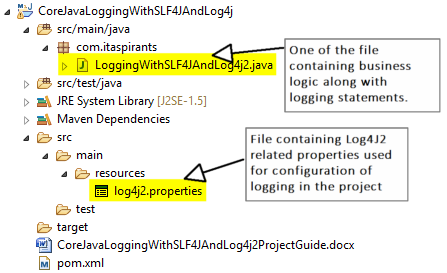 CoreJavaLoggingWithSLF4JAndLog4j
src/main/java
com.itaspirants
LoggingWithSLF4JAndLog4j2.java
src/test/java
JRE System Library [J2SE-1.5]
Maven Dependencies
src
main
resources
log4j2.properties
test
target
CoreJavaLoggingWithSLF4JAndLog4j2ProjectGuide.docx
pom.xml
One of the file
containing business
logic along with
logging statements.
File containing Log4J2
related properties used
for configuration of
logging in the project